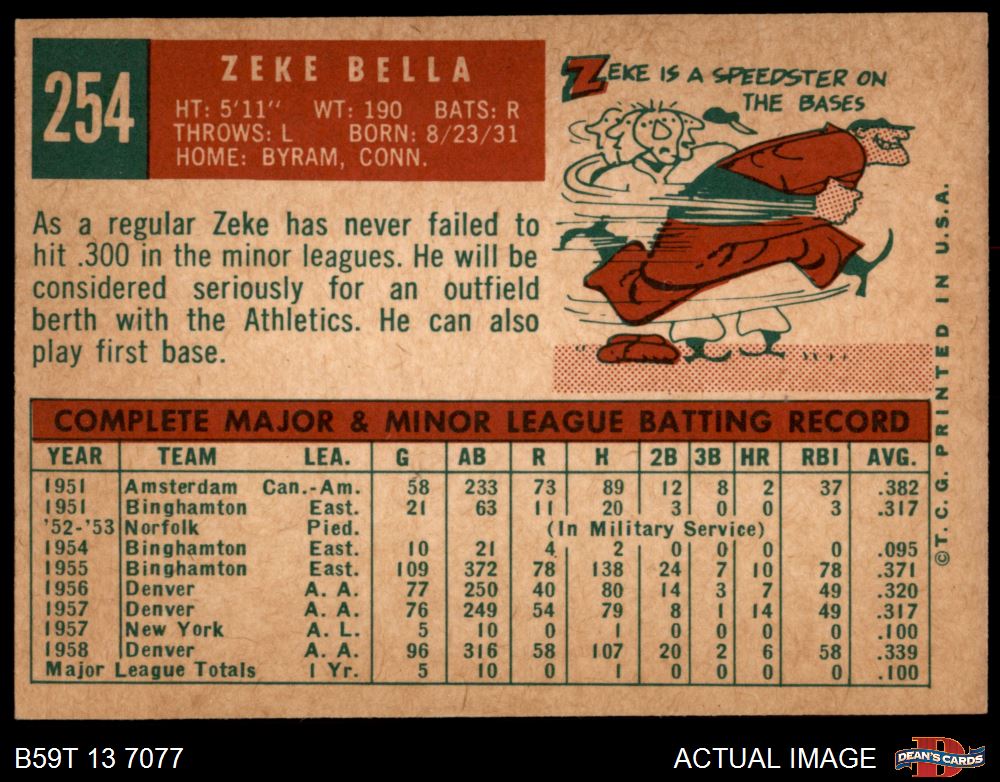 254
ZEKE BELLA
HT: 5'11" WT: 190 BATS: R
THROWS: L BORN: 8/23/31
HOME: BYRAM, CONN.
ZEKE IS A SPEEDSTER ON
THE BASES
As a regular Zeke has never failed to
hit .300 in the minor leagues. He will be
considered seriously for an outfield
berth with the Athletics. He can also
play first base.
COMPLETE MAJOR & MINOR LEAGUE BATTING RECORD
YEAR TEAM LEA. G AB R H 2B 3B HR RBI AVG.
1951 Amsterdam Can.-Am. 58 233 73 89 12 8 2 37 .382
1951 Binghamton East. 21 63 11 20 3 0 0 3 .317
'52-'53 Norfolk Pied. (In Military Service)
1954 Binghamton East. 10 21 4 2 0 0 0 0 .095
1955 Binghamton East. 109 372 78 138 24 7 10 78 .371
1956 Denver A. A. 77 250 40 80 14 3 7 49 .320
1957 Denver A. A. 76 249 54 79 8 1 14 49 .317
1957 New York A. L. 5 10 0 1 0 0 0 0 .100
1958 Denver A. A. 96 316 58 107 20 2 6 58 .339
Major League Totals 1 Yr. 5 10 0 1 0 0 0 0 .100
©T. C. G. PRINTED IN U.S.A.
B59T 13 7077
ACTUAL IMAGE
D
DEAN'S CARDS